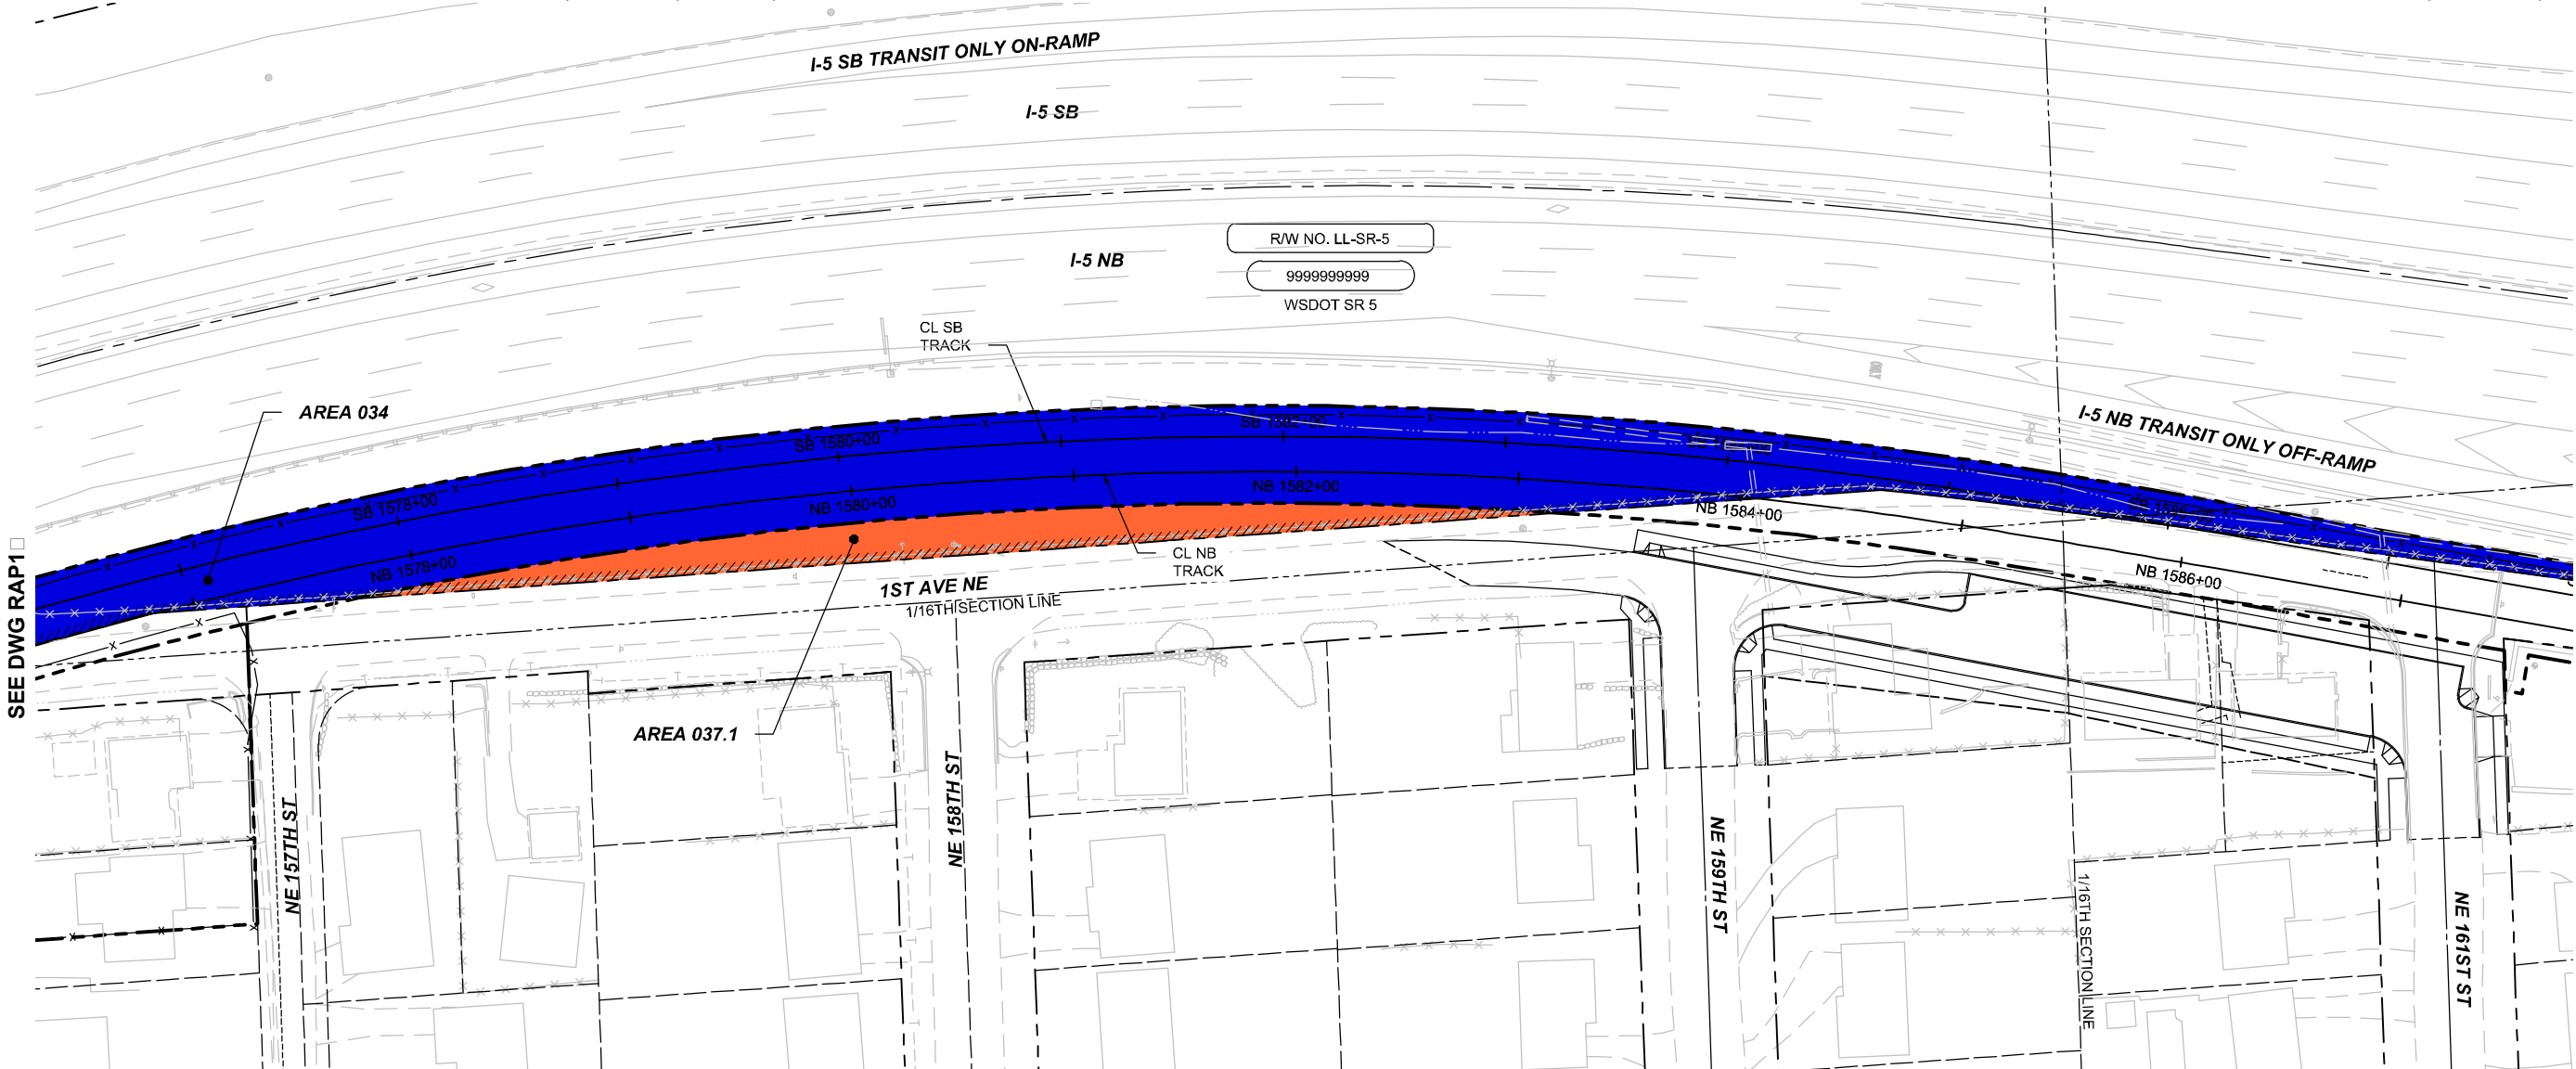 I-5 SB TRANSIT ONLY ON-RAMP
I-5 SB
R/W NO. LL-SR-5
I-5 NB
9999999999
WSDOT SR 5
CL SB
TRACK
ONLY
AREA 034
I-5 NB TRANSIT ONLY OFF-RAMP
SB 1578+00
SB 1580+00
SB 1582+00
NB 1578+00
NB 1580+00
NB 1582+00
NB 1584+00
SB 1586+00
NB 1586+00
CL NB
TRACK
1ST AVE NE
1/16TH SECTION LINE
SEE DWG RAP1
AREA 037.1
NE 157TH ST
NE 158TH ST
NE 159TH ST
1/16TH SECTION LINE
NE 161ST ST